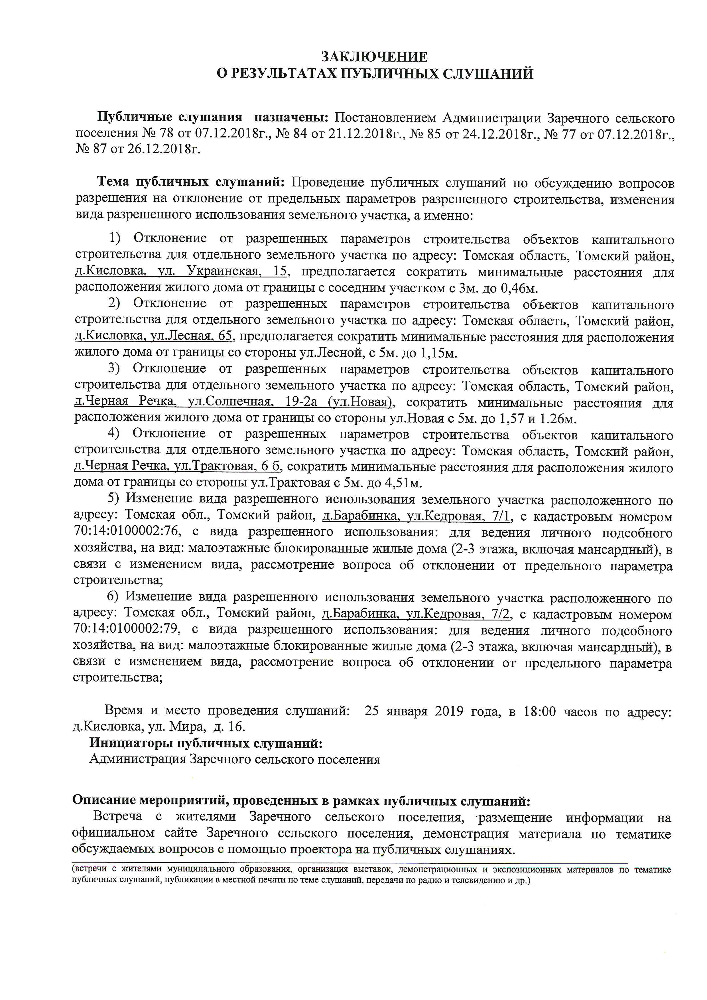 ЗАКЛЮЧЕНИЕ
О РЕЗУЛЬТАТАХ ПУБЛИЧНЫХ СЛУШАНИЙ
Публичные слушания назначены: Постановлением Администрации Заречного сельского
поселения № 78 от 07.12.2018г., № 84 от 21.12.2018г., № 85 от 24.12.2018г., № 77 от 07.12.2018г.,
№ 87 от 26.12.2018г.
Тема публичных слушаний: Проведение публичных слушаний по обсуждению вопросов
разрешения на отклонение от предельных параметров разрешенного строительства, изменения
вида разрешенного использования земельного участка, а именно:
1) Отклонение от разрешенных параметров строительства объектов капитального
строительства для отдельного земельного участка по адресу: Томская область, Томский район,
д.Кисловка, ул. Украинская, 15, предполагается сократить минимальные расстояния для
расположения жилого дома от границы с соседним участком с 3м. до 0,46м.
2) Отклонение от разрешенных параметров строительства объектов капитального
строительства для отдельного земельного участка по адресу: Томская область, Томский район,
д.Кисловка, ул.Лесная, 65, предполагается сократить минимальные расстояния для расположения
жилого дома от границы со стороны ул.Лесной, с 5м. до 1,15м.
3) Отклонение от разрешенных параметров строительства объектов капитального
строительства для отдельного земельного участка по адресу: Томская область, Томский район,
д.Черная Речка, ул.Солнечная, 19-2а (ул.Новая), сократить минимальные расстояния для
расположения жилого дома от границы со стороны ул.Новая с 5м. до 1,57 и 1.26м.
4) Отклонение от разрешенных параметров строительства объектов капитального
строительства для отдельного земельного участка по адресу: Томская область, Томский район,
д.Черная Речка, ул.Трактовая, 6 б, сократить минимальные расстояния для расположения жилого
дома от границы со стороны ул.Трактовая с 5м. до 4,51м.
5) Изменение вида разрешенного использования земельного участка расположенного по
адресу: Томская обл., Томский район, д.Барабинка, ул.Кедровая, 7/1, с кадастровым номером
70:14:0100002:76, с вида разрешенного использования: для ведения личного подсобного
хозяйства, на вид: малоэтажные блокированные жилые дома (2-3 этажа, включая мансардный), в
связи с изменением вида, рассмотрение вопроса об отклонении от предельного параметра
строительства;
6) Изменение вида разрешенного использования земельного участка расположенного по
адресу: Томская обл., Томский район, д.Барабинка, ул.Кедровая, 7/2, с кадастровым номером
70:14:0100002:79, с вида разрешенного использования: для ведения личного подсобного
хозяйства, на вид: малоэтажные блокированные жилые дома (2-3 этажа, включая мансардный), в
связи с изменением вида, рассмотрение вопроса об отклонении от предельного параметра
строительства;
Время и место проведения слушаний: 25 января 2019 года, в 18:00 часов по адресу:
д.Кисловка, ул. Мира, д. 16.
Инициаторы публичных слушаний:
Администрация Заречного сельского поселения
Описание мероприятий, проведенных в рамках публичных слушаний:
Встреча с жителями Заречного сельского поселения, размещение информации на
официальном сайте Заречного сельского поселения, демонстрация материала по тематике
обсуждаемых вопросов с помощью проектора на публичных слушаниях.
(встречи с жителями муниципального образования, организация выставок, демонстрационных и экспозиционных материалов по тематике
публичных слушаний, публикации в местной печати по теме слушаний, передачи по радио и телевидению и др.)